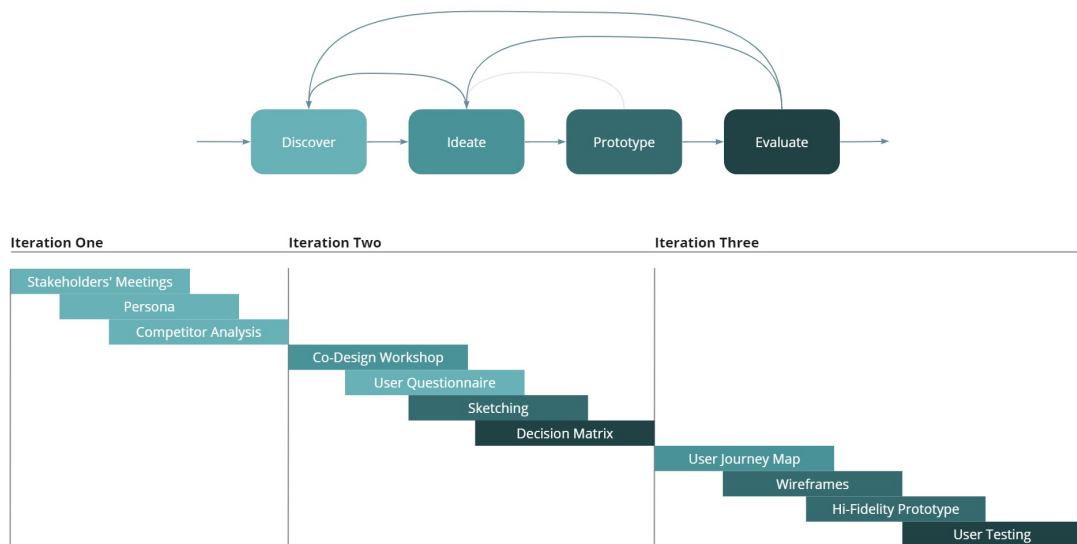 Discover
Ideate
Prototype
Evaluate
Iteration One
Iteration Two
Iteration Three
Stakeholders' Meetings
Persona
Competitor Analysis
Co-Design Workshop
User Questionnaire
Sketching
Decision Matrix
User Journey Map
Wireframes
Hi-Fidelity Prototype
User Testing